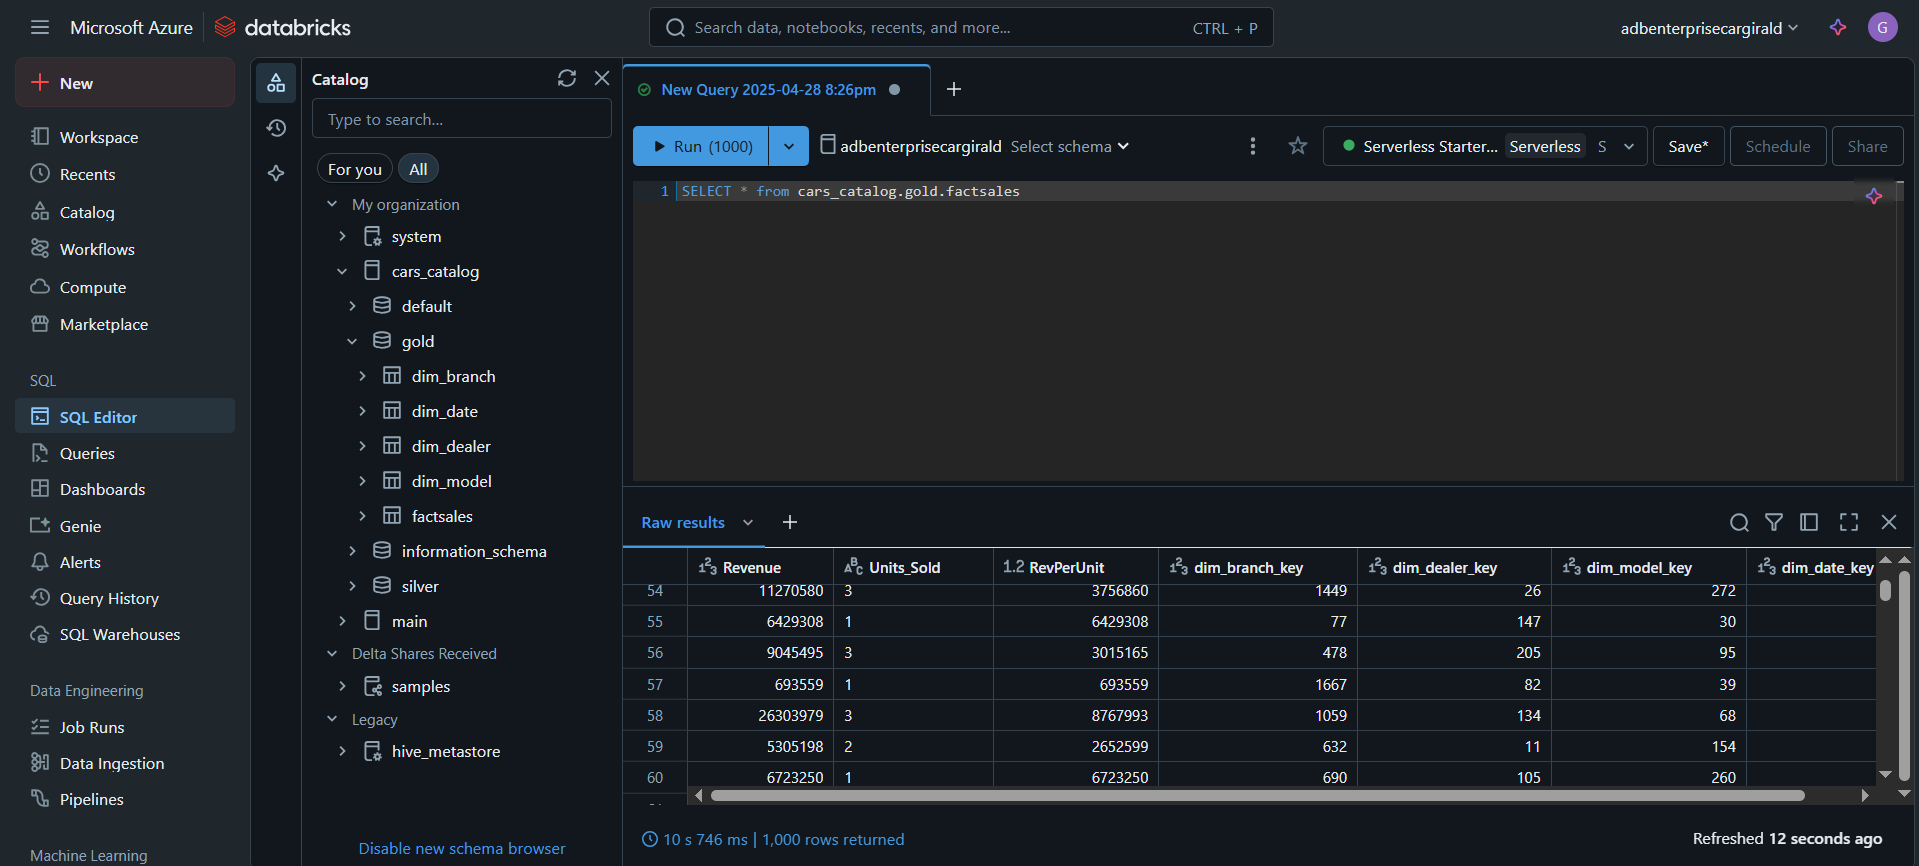 Microsoft Azure databricks
Search data, notebooks, recents, and more... CTRL + P
adbenterprisecargirald G
New
Workspace
Recents
Catalog
Workflows
Compute
Marketplace
SQL
SQL Editor
Queries
Dashboards
Genie
Alerts
Query History
SQL Warehouses
Data Engineering
Job Runs
Data Ingestion
Pipelines
Machine Learning
Catalog
Type to search...
For you All
My organization
system
cars_catalog
default
gold
dim_branch
dim_date
dim_dealer
dim_model
factsales
information_schema
silver
main
Delta Shares Received
samples
Legacy
hive_metastore
Disable new schema browser
New Query 2025-04-28 8:26pm
Run (1000) adbenterprisecargirald Select schema Serverless Starter... Serverless S Save* Schedule Share
1 SELECT * from cars_catalog.gold.factsales
Raw results
Revenue Units_Sold RevPerUnit dim_branch_key dim_dealer_key dim_model_key dim_date_key
54 11270580 3 3756860 1449 26 272
55 6429308 1 6429308 77 147 30
56 9045495 3 3015165 478 205 95
57 693559 1 693559 1667 82 39
58 26303979 3 8767993 1059 134 68
59 5305198 2 2652599 632 11 154
60 6723250 1 6723250 690 105 260
10 s 746 ms | 1,000 rows returned
Refreshed 12 seconds ago